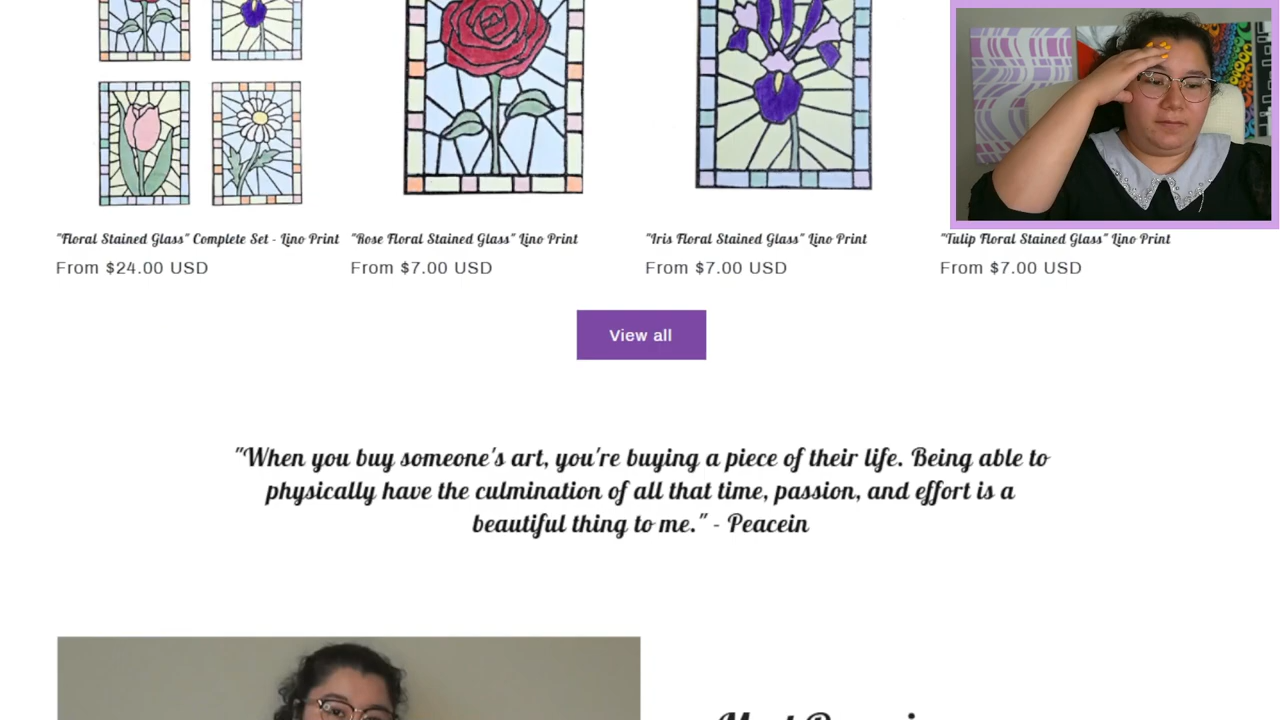 "Floral Stained Glass" Complete Set - Lino Print
From $24.00 USD
"Rose Floral Stained Glass" Lino Print
From $7.00 USD
"Iris Floral Stained Glass" Lino Print
From $7.00 USD
"Tulip Floral Stained Glass" Lino Print
From $7.00 USD
View all
"When you buy someone's art, you're buying a piece of their life. Being able to
physically have the culmination of all that time, passion, and effort is a
beautiful thing to me." - Peacein